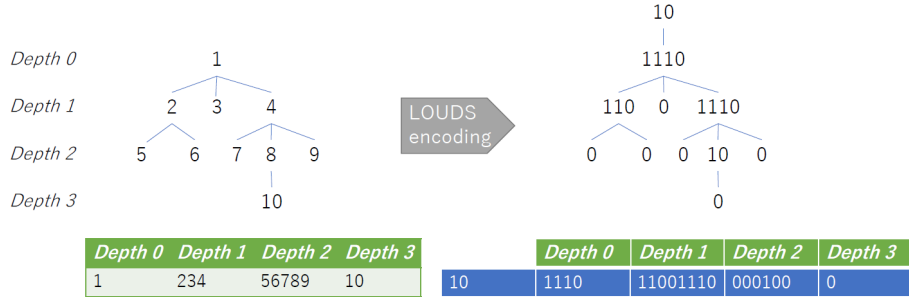 10
Depth 0 1 1110
Depth 1 2 3 4 LOUDS encoding 110 0 1110
Depth 2 5 6 7 8 9 0 0 0 10 0
Depth 3 10 0
Depth 0 Depth 1 Depth 2 Depth 3
1 234 56789 10
Depth 0 Depth 1 Depth 2 Depth 3
10 1110 11001110 000100 0